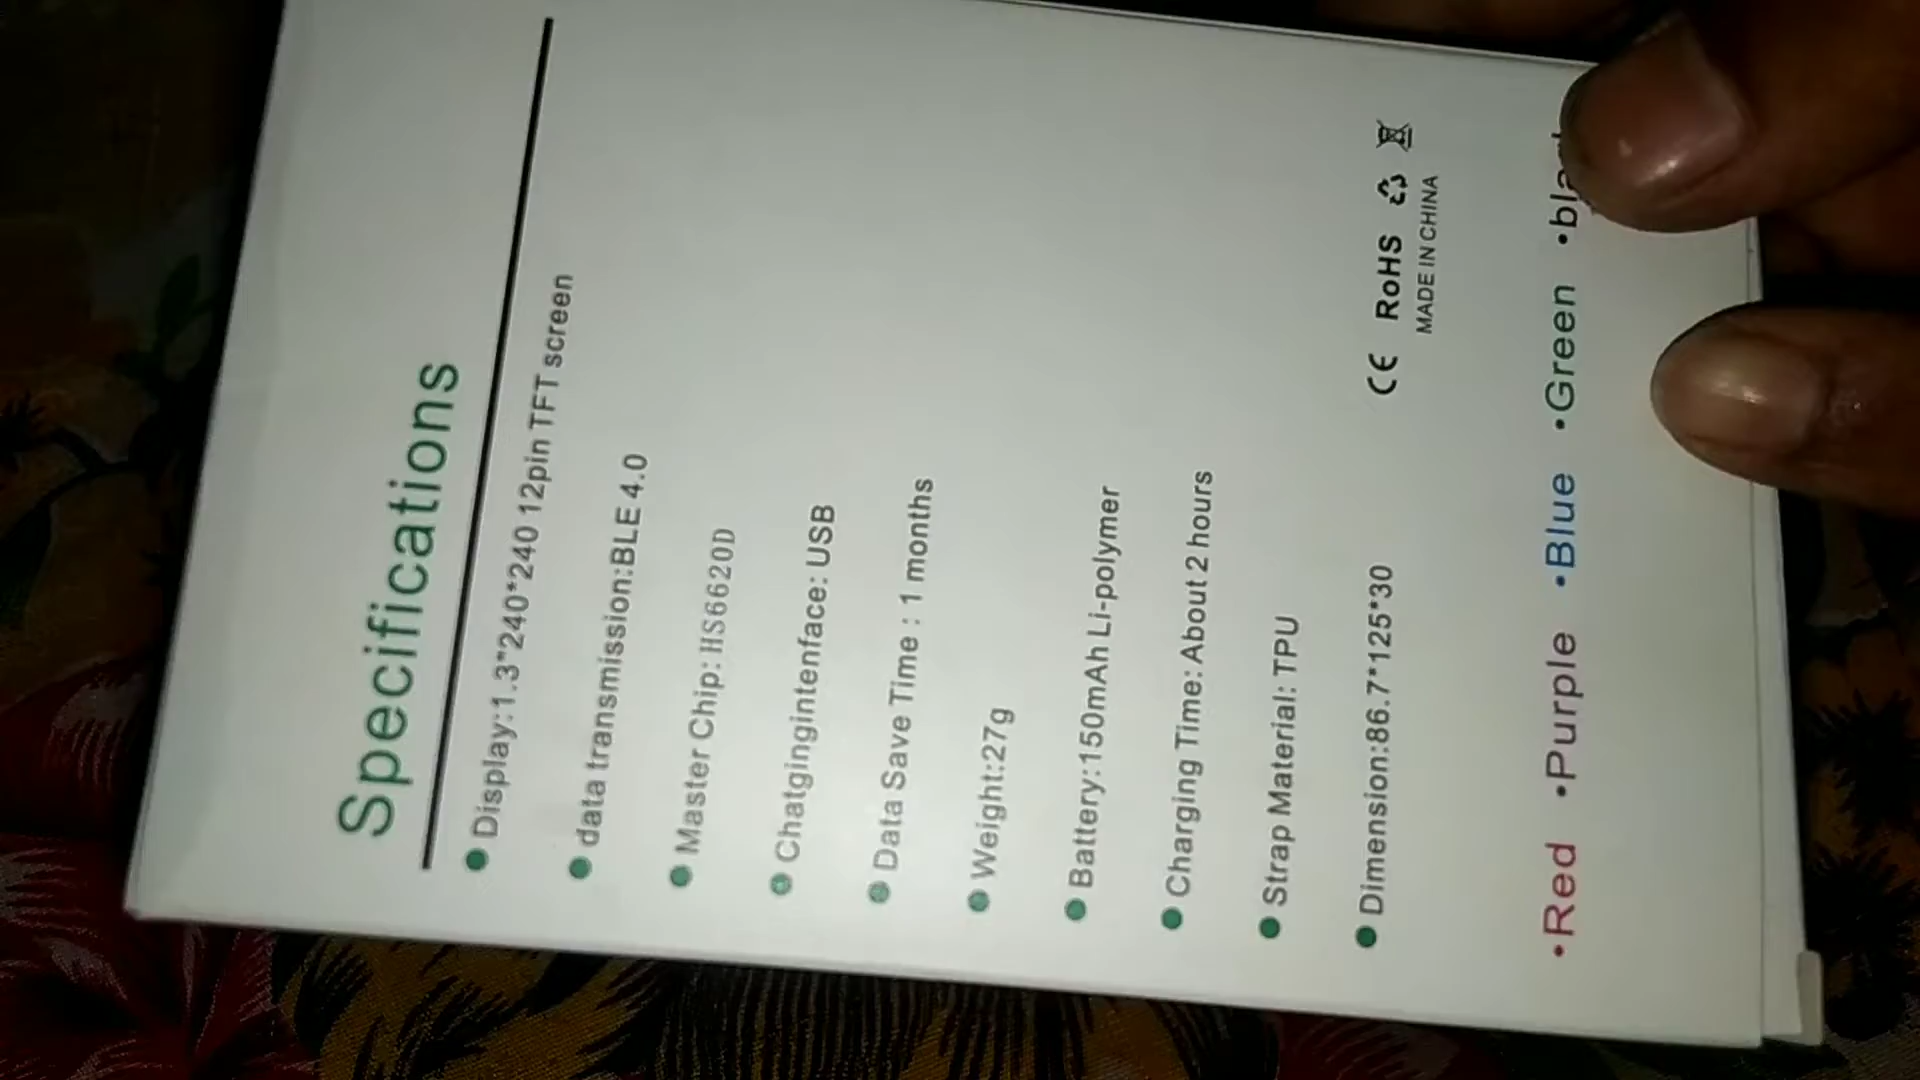 Specifications
Display:1.3"240*240 12pin TFT screen
data transmission:BLE 4.0
Master Chip: HS6620D
Chatgingintenface: USB
Data Save Time : 1 months
Weight:27g
Battery:150mAh Li-polymer
Charging Time: About 2 hours
Strap Material: TPU
Dimension:86.7*125*30
CE RoHS
MADE IN CHINA
•Red •Purple •Blue •Green